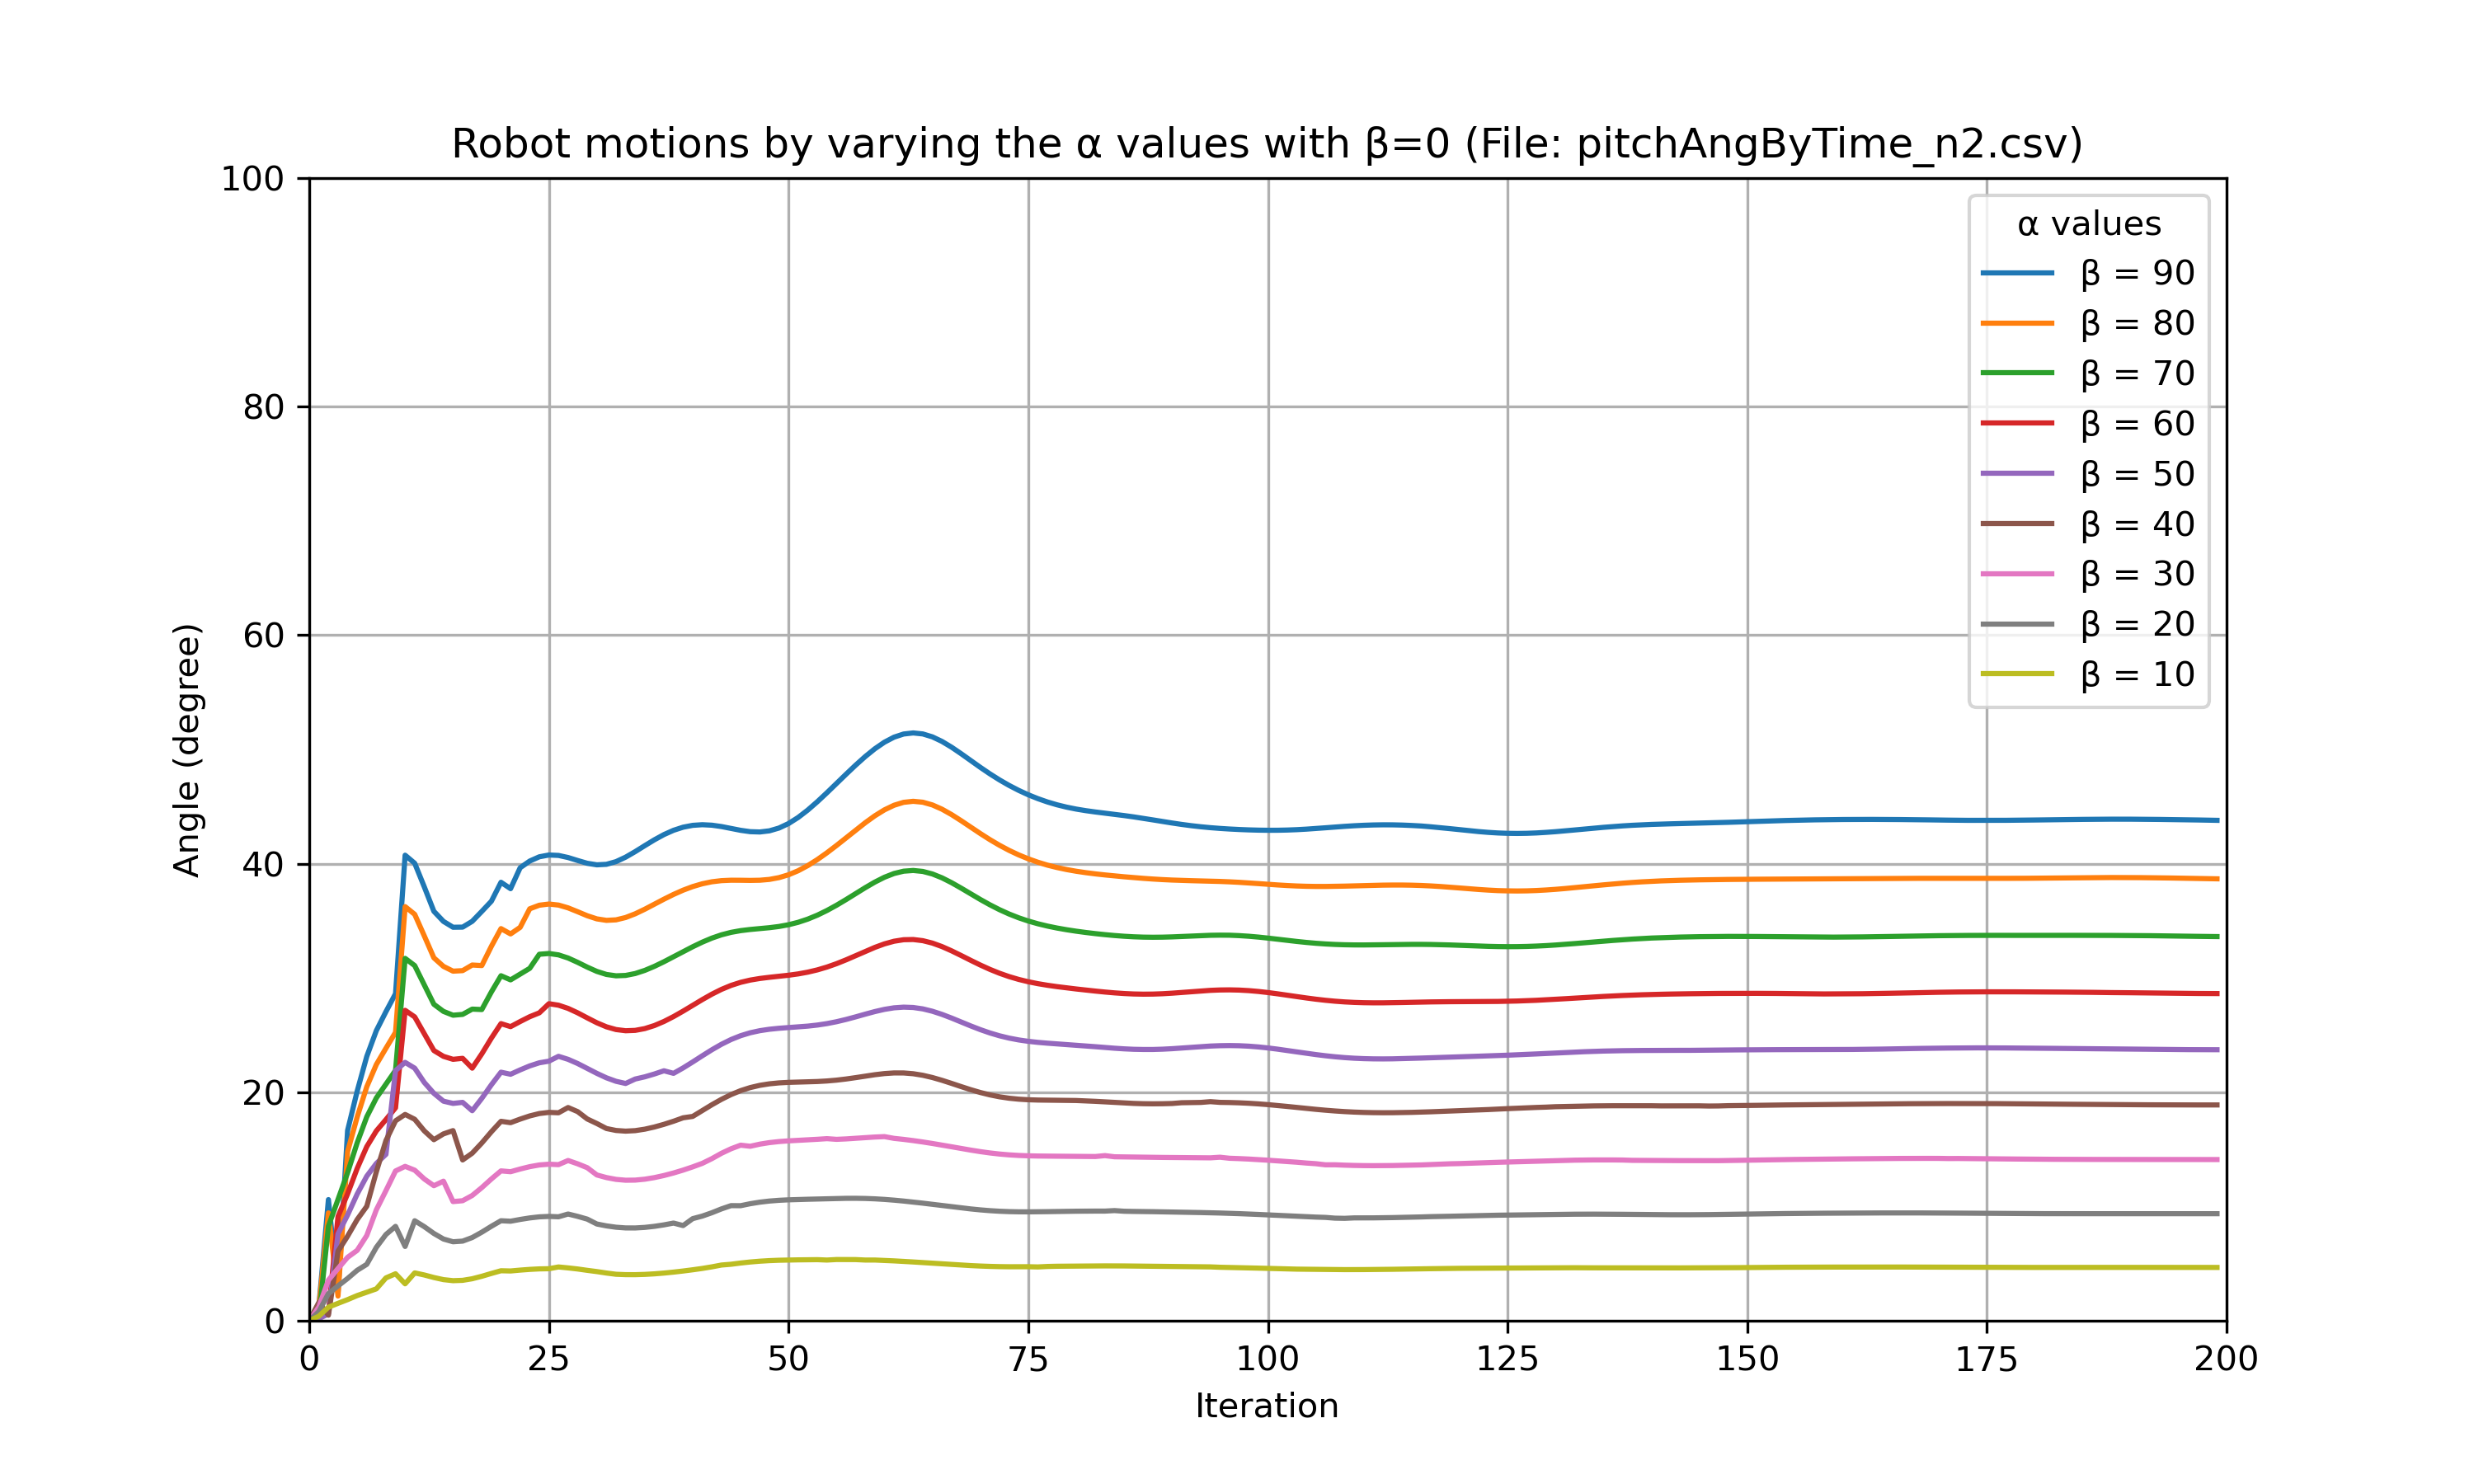 Robot motions by varying the α values with β=0 (File: pitchAngByTime_n2.csv)
100
80
60
40
20
0
Angle (degree)
α values
β = 90
β = 80
β = 70
β = 60
β = 50
β = 40
β = 30
β = 20
β = 10
0 25 50 75 100 125 150 175 200
Iteration